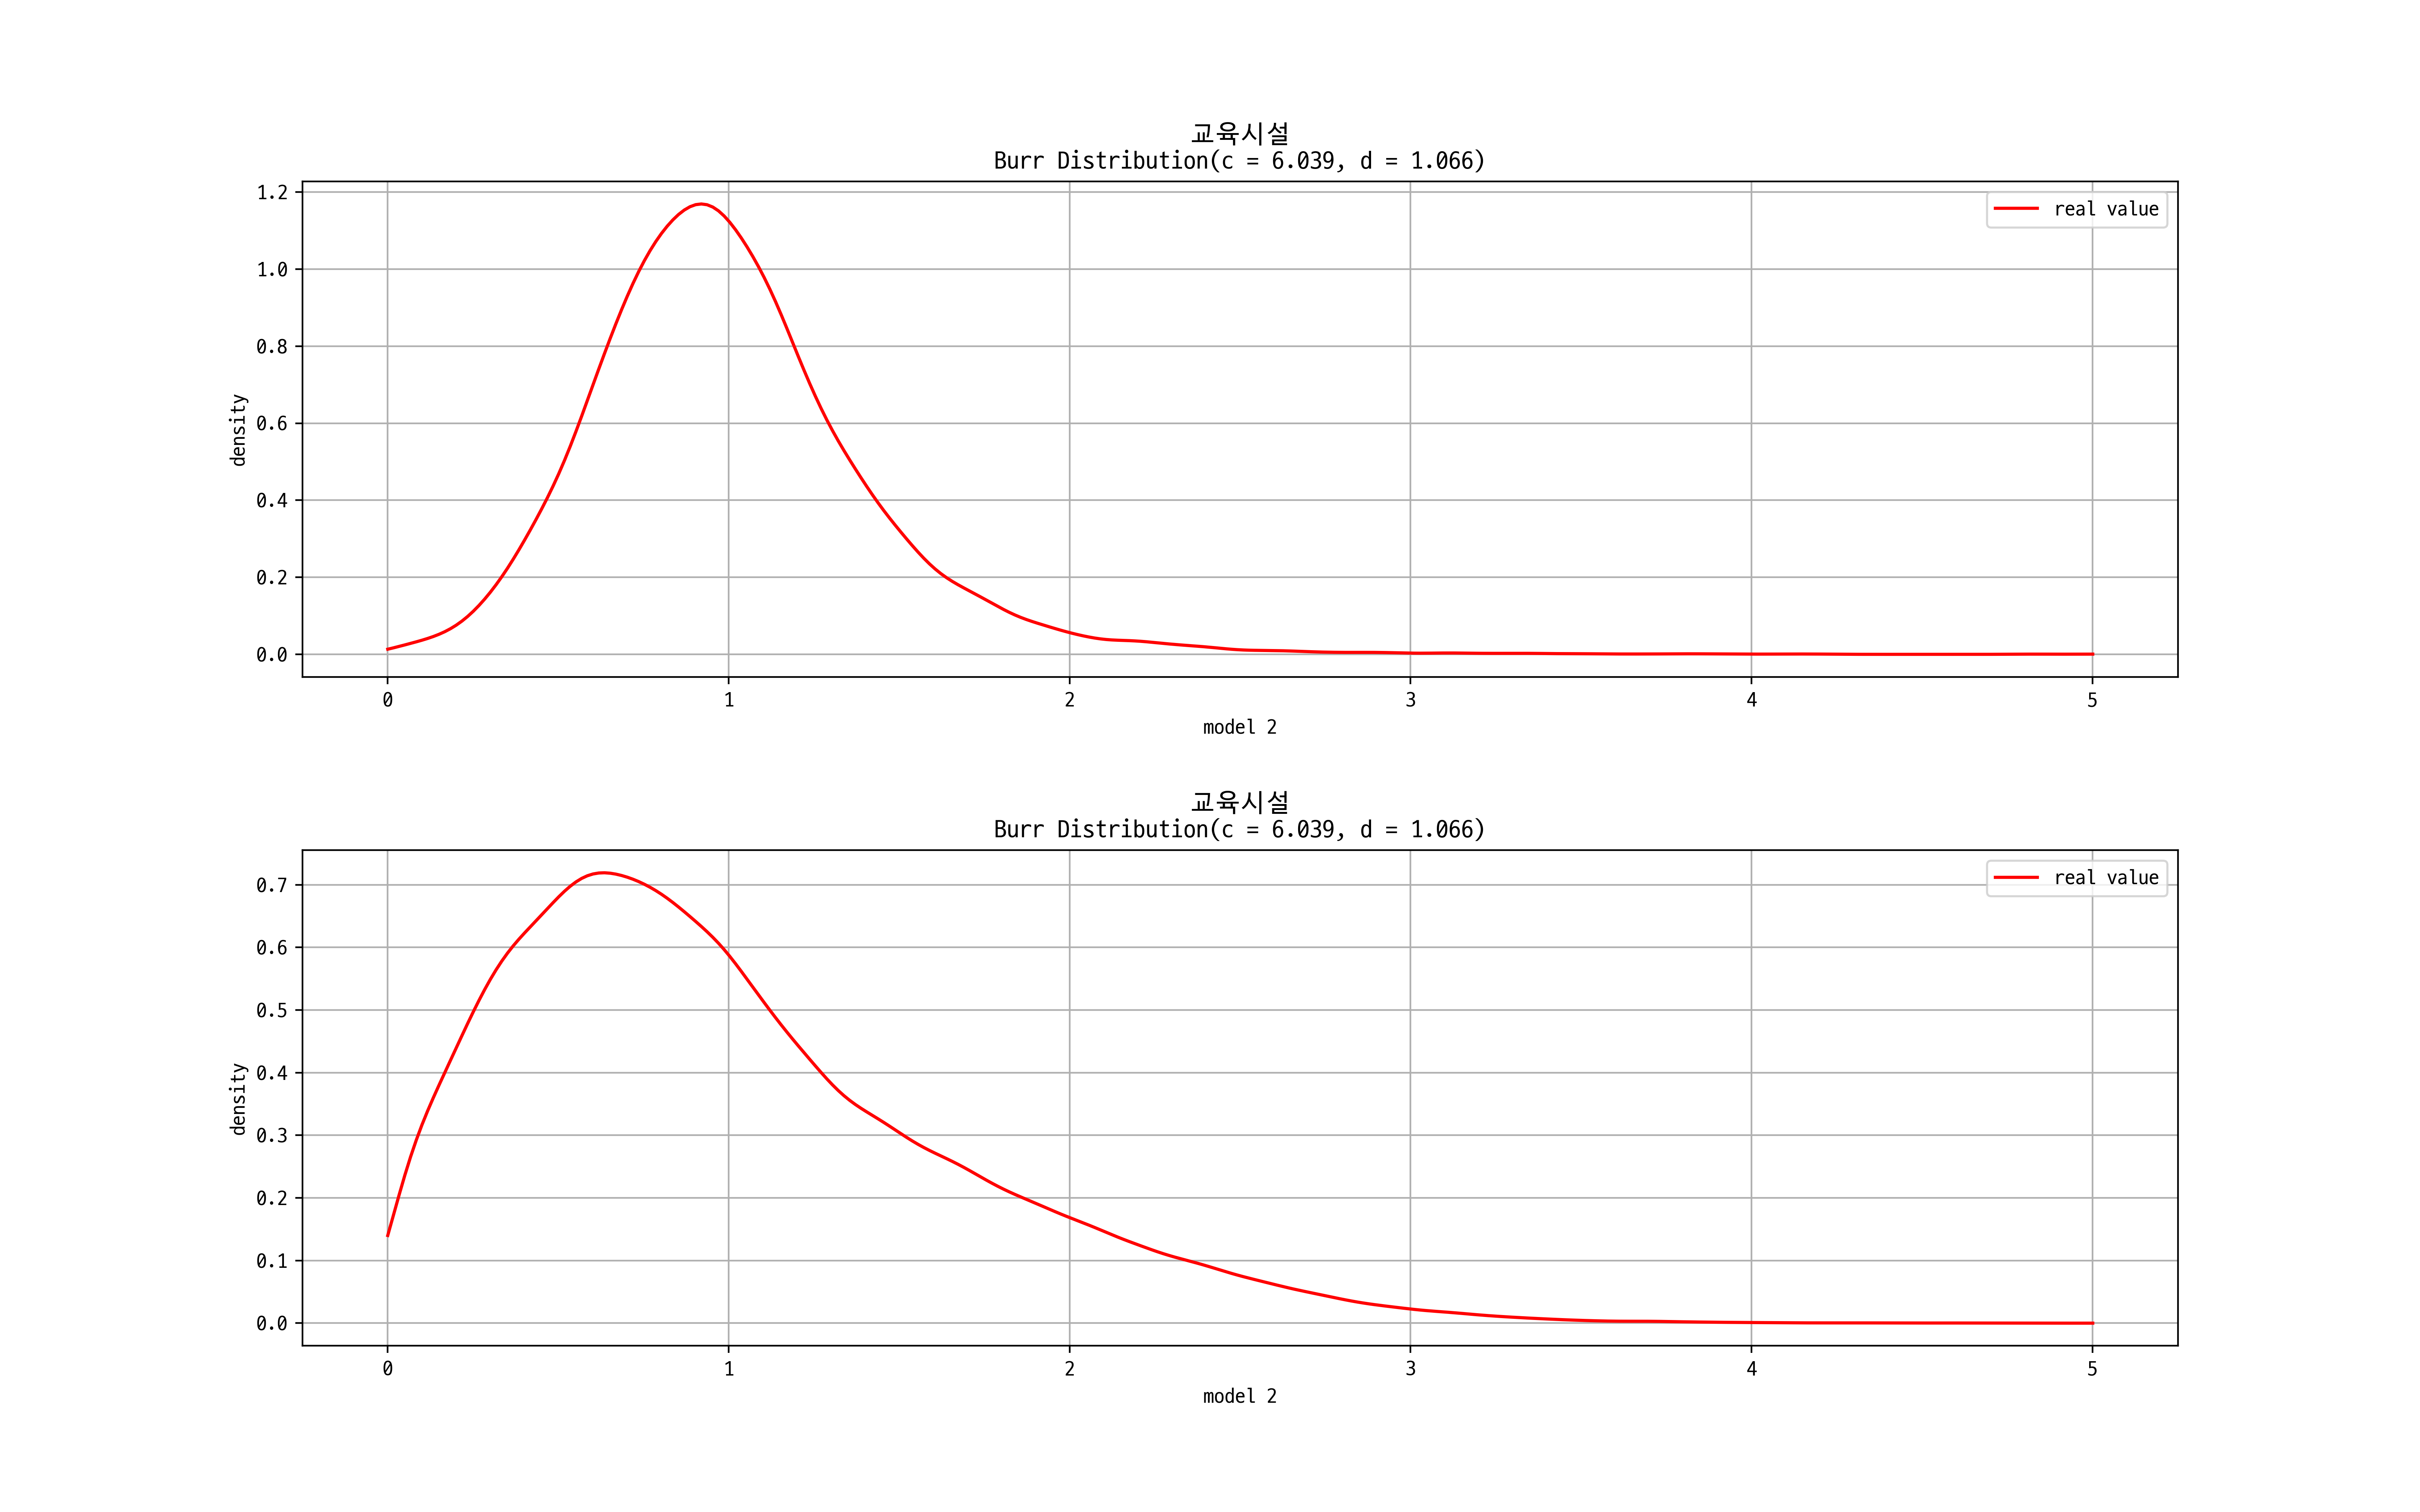 교육시설
Burr Distribution(c = 6.039, d = 1.066)
real value
1.2
1.0
0.8
0.6
0.4
0.2
0.0
density
0 1 2 3 4 5
model 2
교육시설
Burr Distribution(c = 6.039, d = 1.066)
real value
0.7
0.6
0.5
0.4
0.3
0.2
0.1
0.0
density
0 1 2 3 4 5
model 2